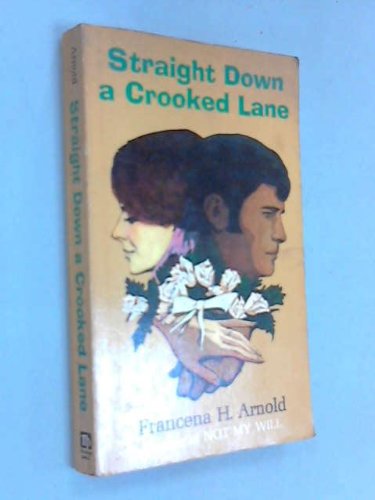 Straight Down
a Crooked Lane
Francena H. Arnold
NOT MY WILL
Arnold
Straight Down a Crooked Lane